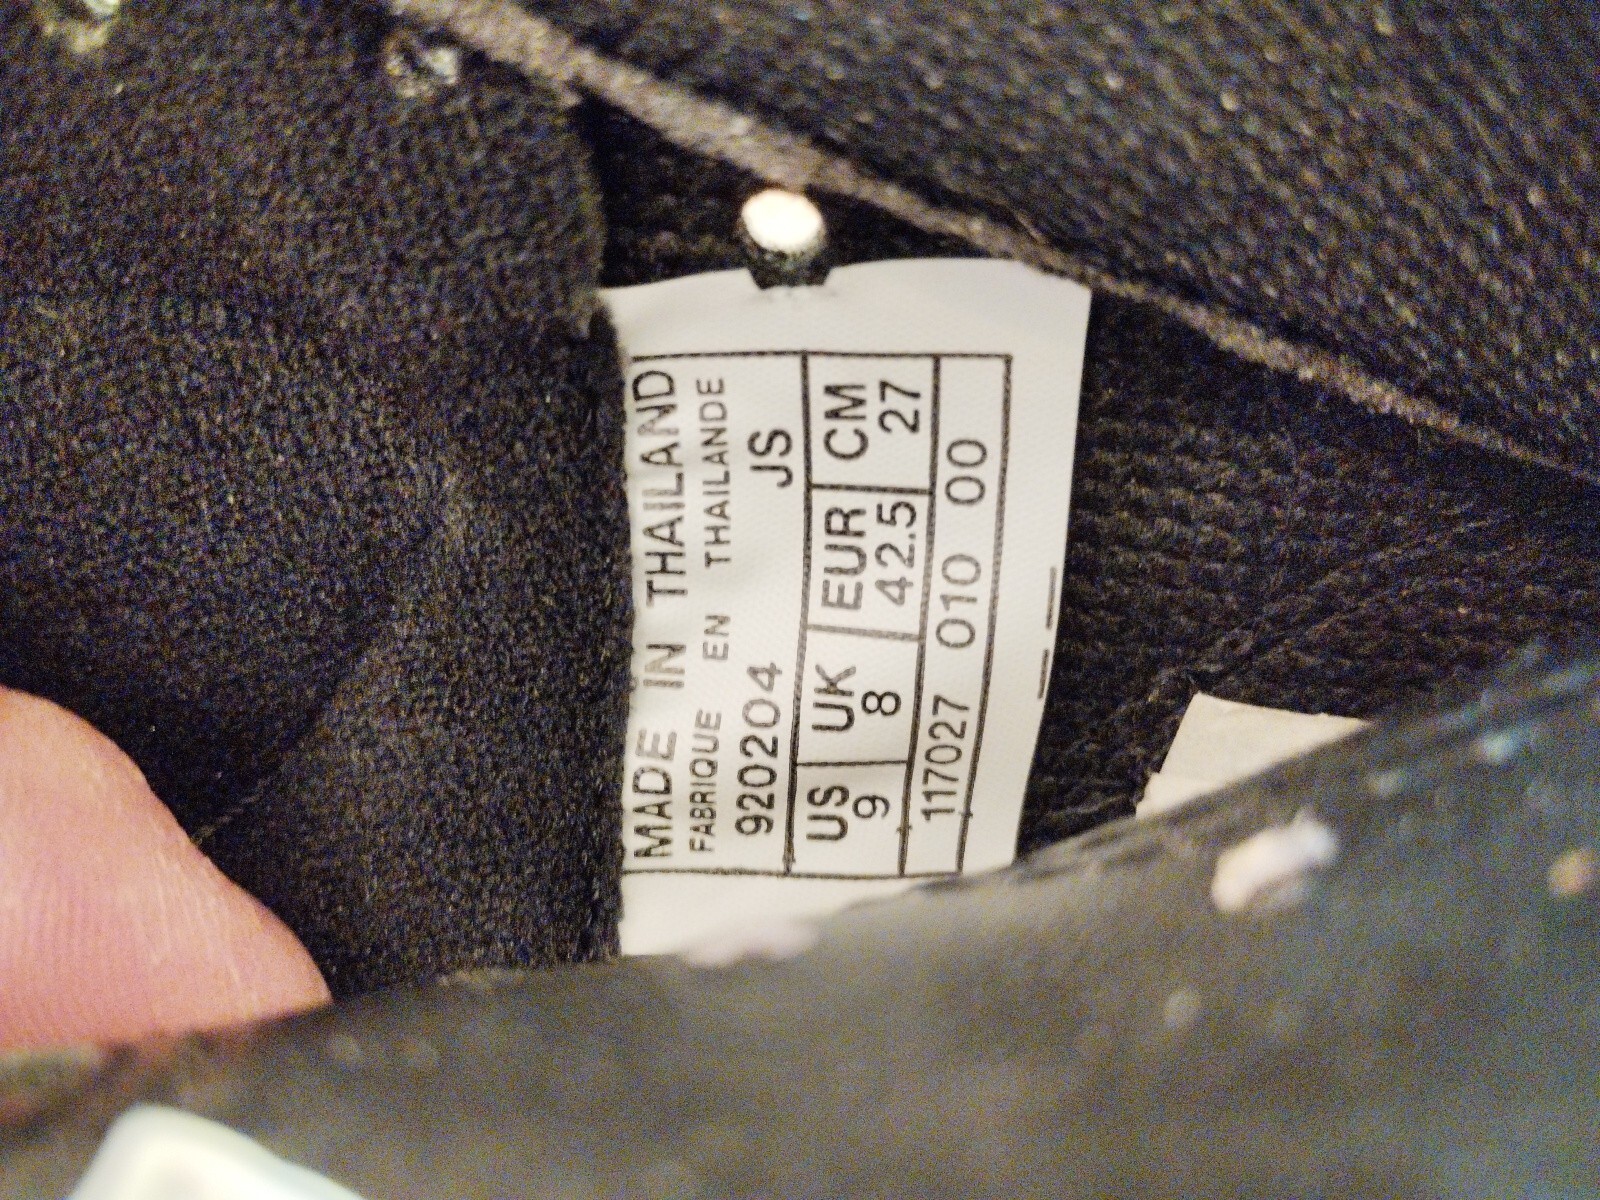 MADE IN THAILAND
FABRIQUE EN THAILANDE
920204 JS
US UK EUR CM
9 8 42.5 27
117027 010 00